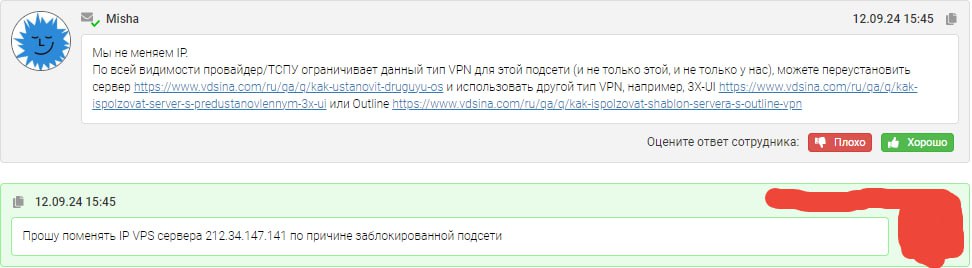 Misha
12.09.24 15:45
Мы не меняем IP.
По всей видимости провайдер/ТСПУ ограничивает данный тип VPN для этой подсети (и не только этой, и не только у нас), можете переустановить
сервер https://www.vdsina.com/ru/qa/q/kak-ustanovit-druguyu-os и использовать другой тип VPN, например, 3X-UI https://www.vdsina.com/ru/qa/q/kak-
ispolzovat-server-s-predustanovlennym-3x-ui или Outline https://www.vdsina.com/ru/qa/q/kak-ispolzovat-shablon-servera-s-outline-vpn
Оцените ответ сотрудника: Плохо Хорошо
12.09.24 15:45
Прошу поменять IP VPS сервера 212.34.147.141 по причине заблокированной подсети